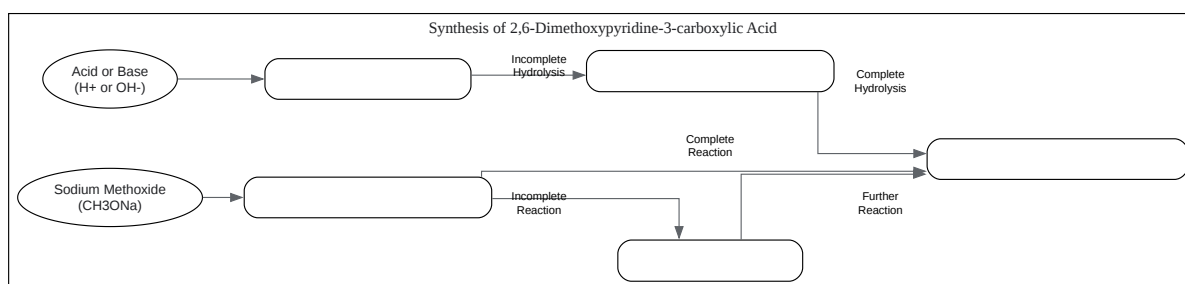 Synthesis of 2,6-Dimethoxypyridine-3-carboxylic Acid
Acid or Base
(H+ or OH-)
Incomplete
Hydrolysis
Complete
Hydrolysis
Sodium Methoxide
(CH3ONa)
Complete
Reaction
Incomplete
Reaction
Further
Reaction